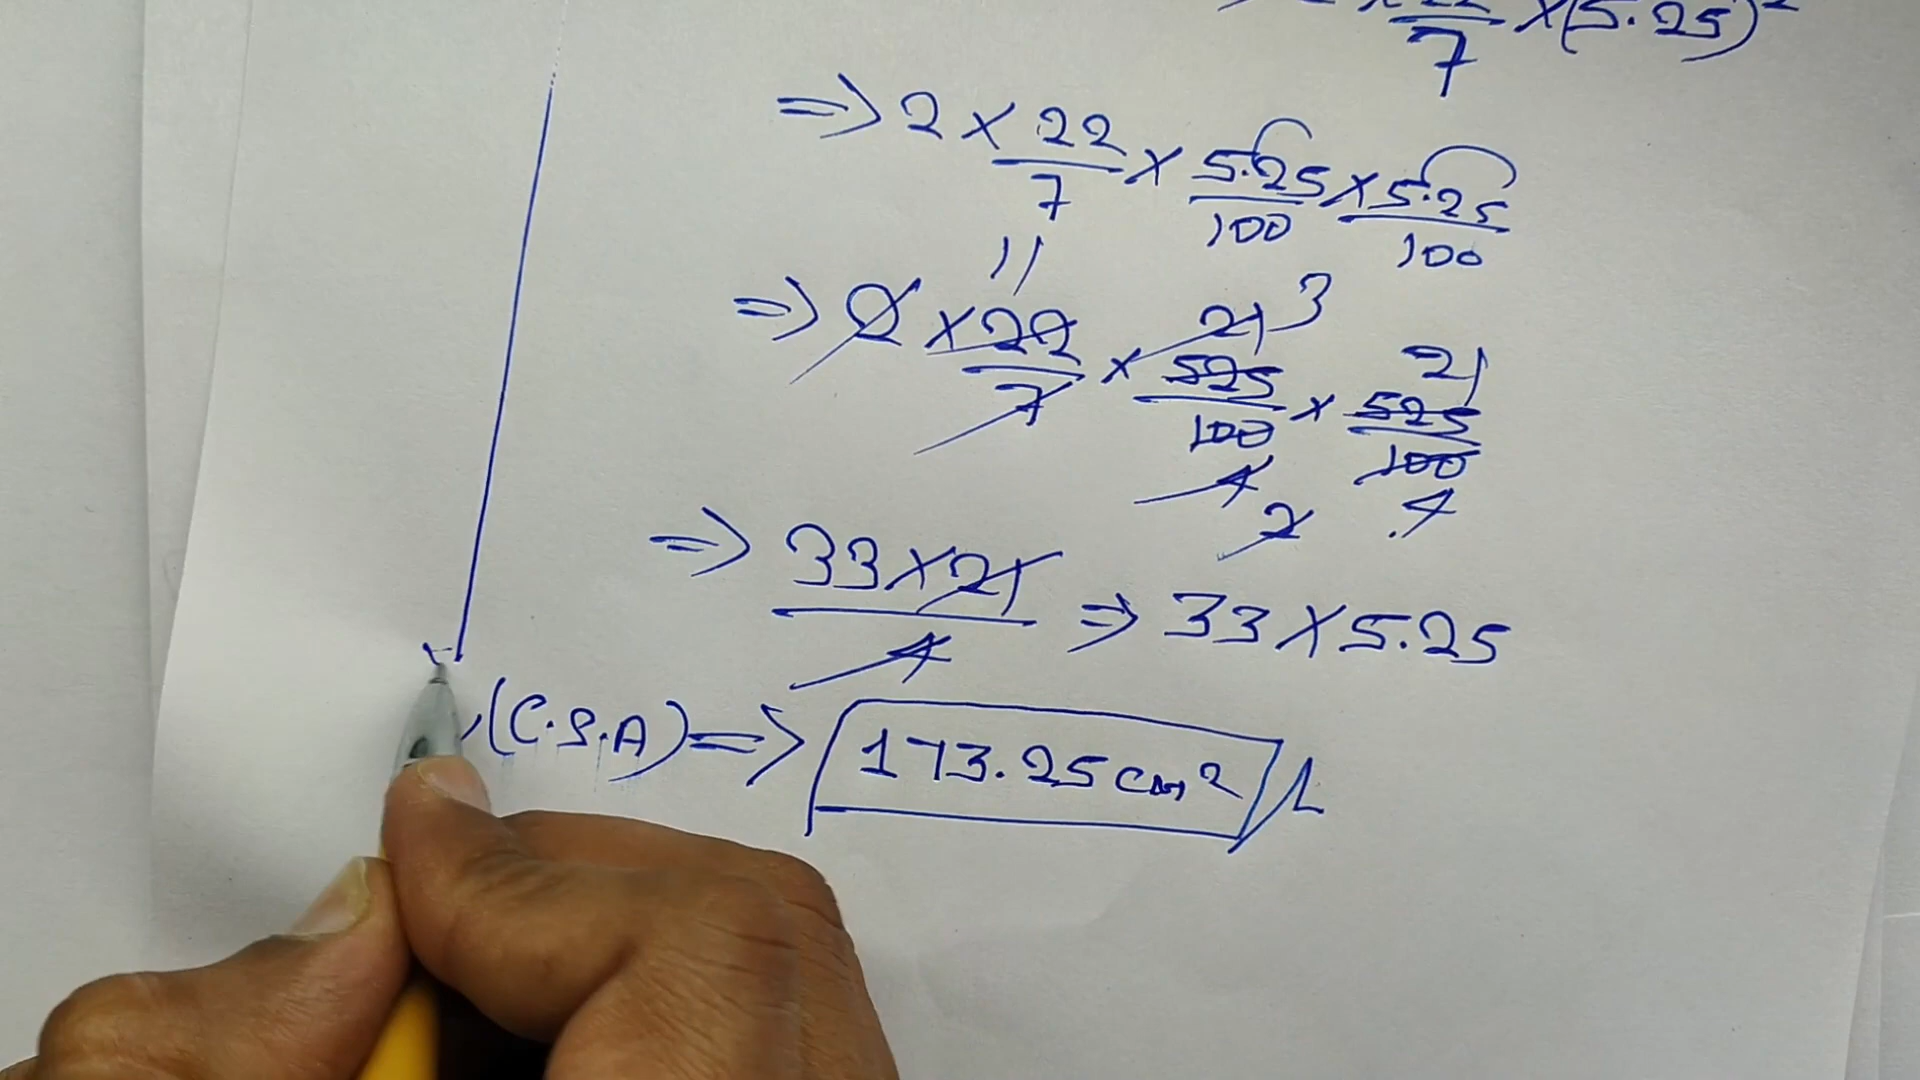 22/7 × (5.25)²
⇒ 2 × 22/7 × 5.25/100 × 5.25/100
11 21 3 21
⇒ 2 × 22/7 × 525/100 × 525/100
4 2 4
⇒ 33 × 21/4 ⇒ 33 × 5.25
(C.S.A) ⇒ 173.25 cm²